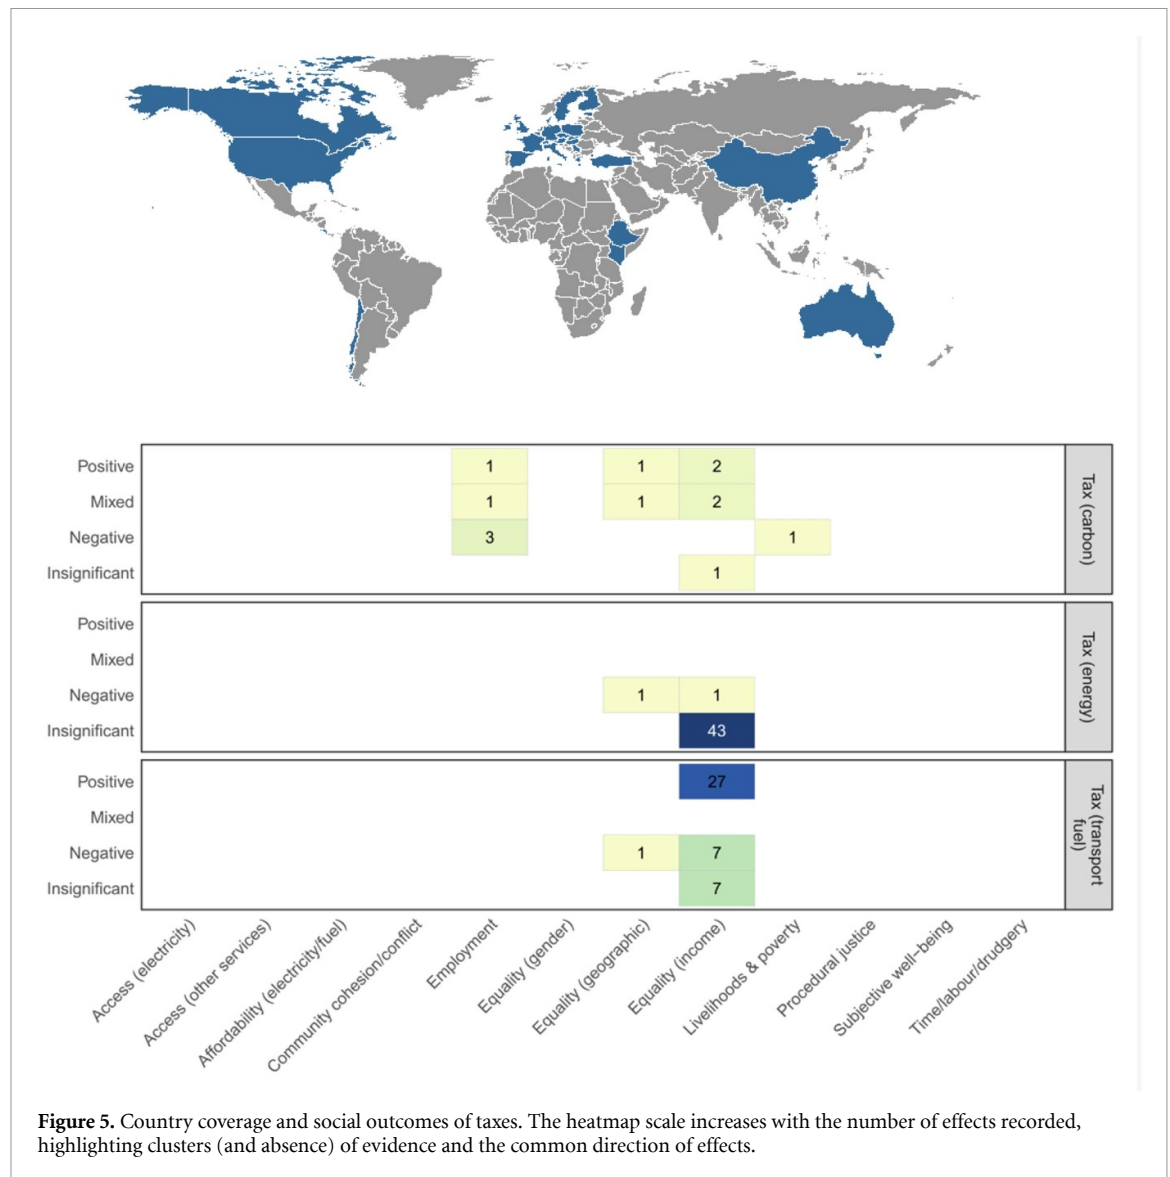 Positive 1 1 2
Mixed 1 1 2
Negative 3 1
Insignificant 1
Tax (carbon)
Positive
Mixed
Negative 1 1
Insignificant 43
Tax (energy)
Positive 27
Mixed
Negative 1 7
Insignificant 7
Tax (transport
fuel)
Access (electricity)
Access (other services)
Affordability (electricity/fuel)
Community cohesion/conflict
Employment
Equality (gender)
Equality (geographic)
Equality (income)
Livelihoods & poverty
Procedural justice
Subjective well−being
Time/labour/drudgery
Figure 5. Country coverage and social outcomes of taxes. The heatmap scale increases with the number of effects recorded,
highlighting clusters (and absence) of evidence and the common direction of effects.